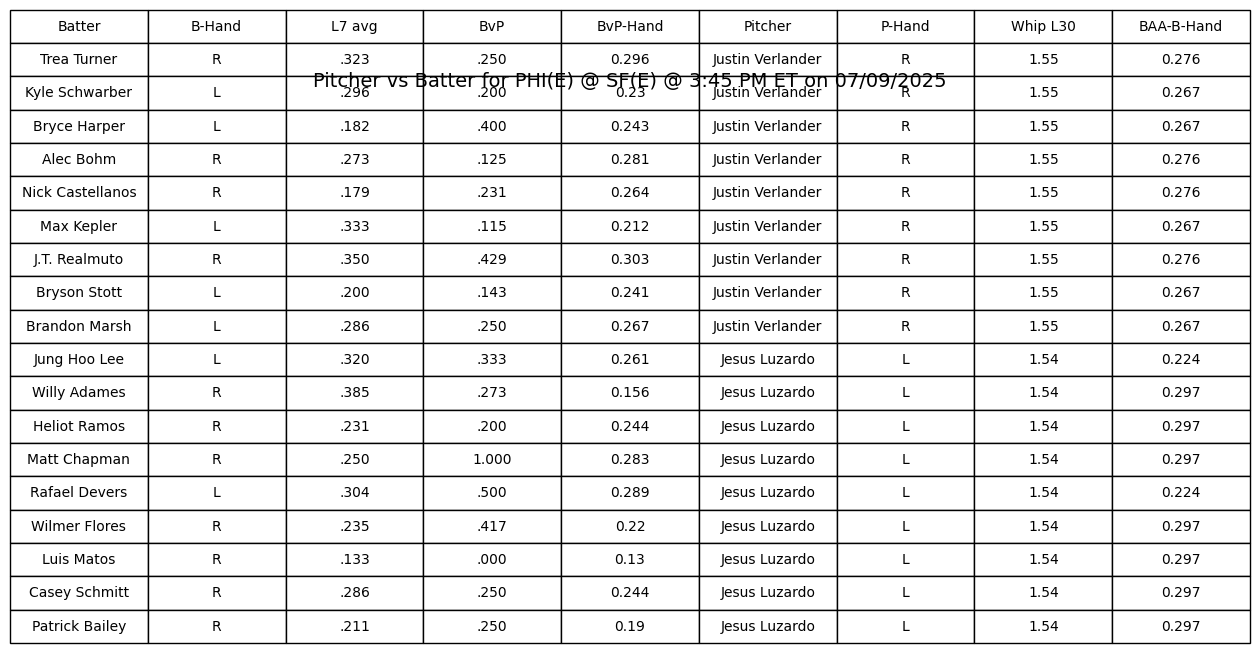 Batter B-Hand L7 avg BvP BvP-Hand Pitcher P-Hand Whip L30 BAA-B-Hand
Trea Turner R .323 .250 0.296 Justin Verlander R 1.55 0.276
Pitcher vs Batter for PHI(E) @ SF(E) @ 3:45 PM ET on 07/09/2025
Kyle Schwarber L .296 .200 0.23 Justin Verlander R 1.55 0.267
Bryce Harper L .182 .400 0.243 Justin Verlander R 1.55 0.267
Alec Bohm R .273 .125 0.281 Justin Verlander R 1.55 0.276
Nick Castellanos R .179 .231 0.264 Justin Verlander R 1.55 0.276
Max Kepler L .333 .115 0.212 Justin Verlander R 1.55 0.267
J.T. Realmuto R .350 .429 0.303 Justin Verlander R 1.55 0.276
Bryson Stott L .200 .143 0.241 Justin Verlander R 1.55 0.267
Brandon Marsh L .286 .250 0.267 Justin Verlander R 1.55 0.267
Jung Hoo Lee L .320 .333 0.261 Jesus Luzardo L 1.54 0.224
Willy Adames R .385 .273 0.156 Jesus Luzardo L 1.54 0.297
Heliot Ramos R .231 .200 0.244 Jesus Luzardo L 1.54 0.297
Matt Chapman R .250 1.000 0.283 Jesus Luzardo L 1.54 0.297
Rafael Devers L .304 .500 0.289 Jesus Luzardo L 1.54 0.224
Wilmer Flores R .235 .417 0.22 Jesus Luzardo L 1.54 0.297
Luis Matos R .133 .000 0.13 Jesus Luzardo L 1.54 0.297
Casey Schmitt R .286 .250 0.244 Jesus Luzardo L 1.54 0.297
Patrick Bailey R .211 .250 0.19 Jesus Luzardo L 1.54 0.297